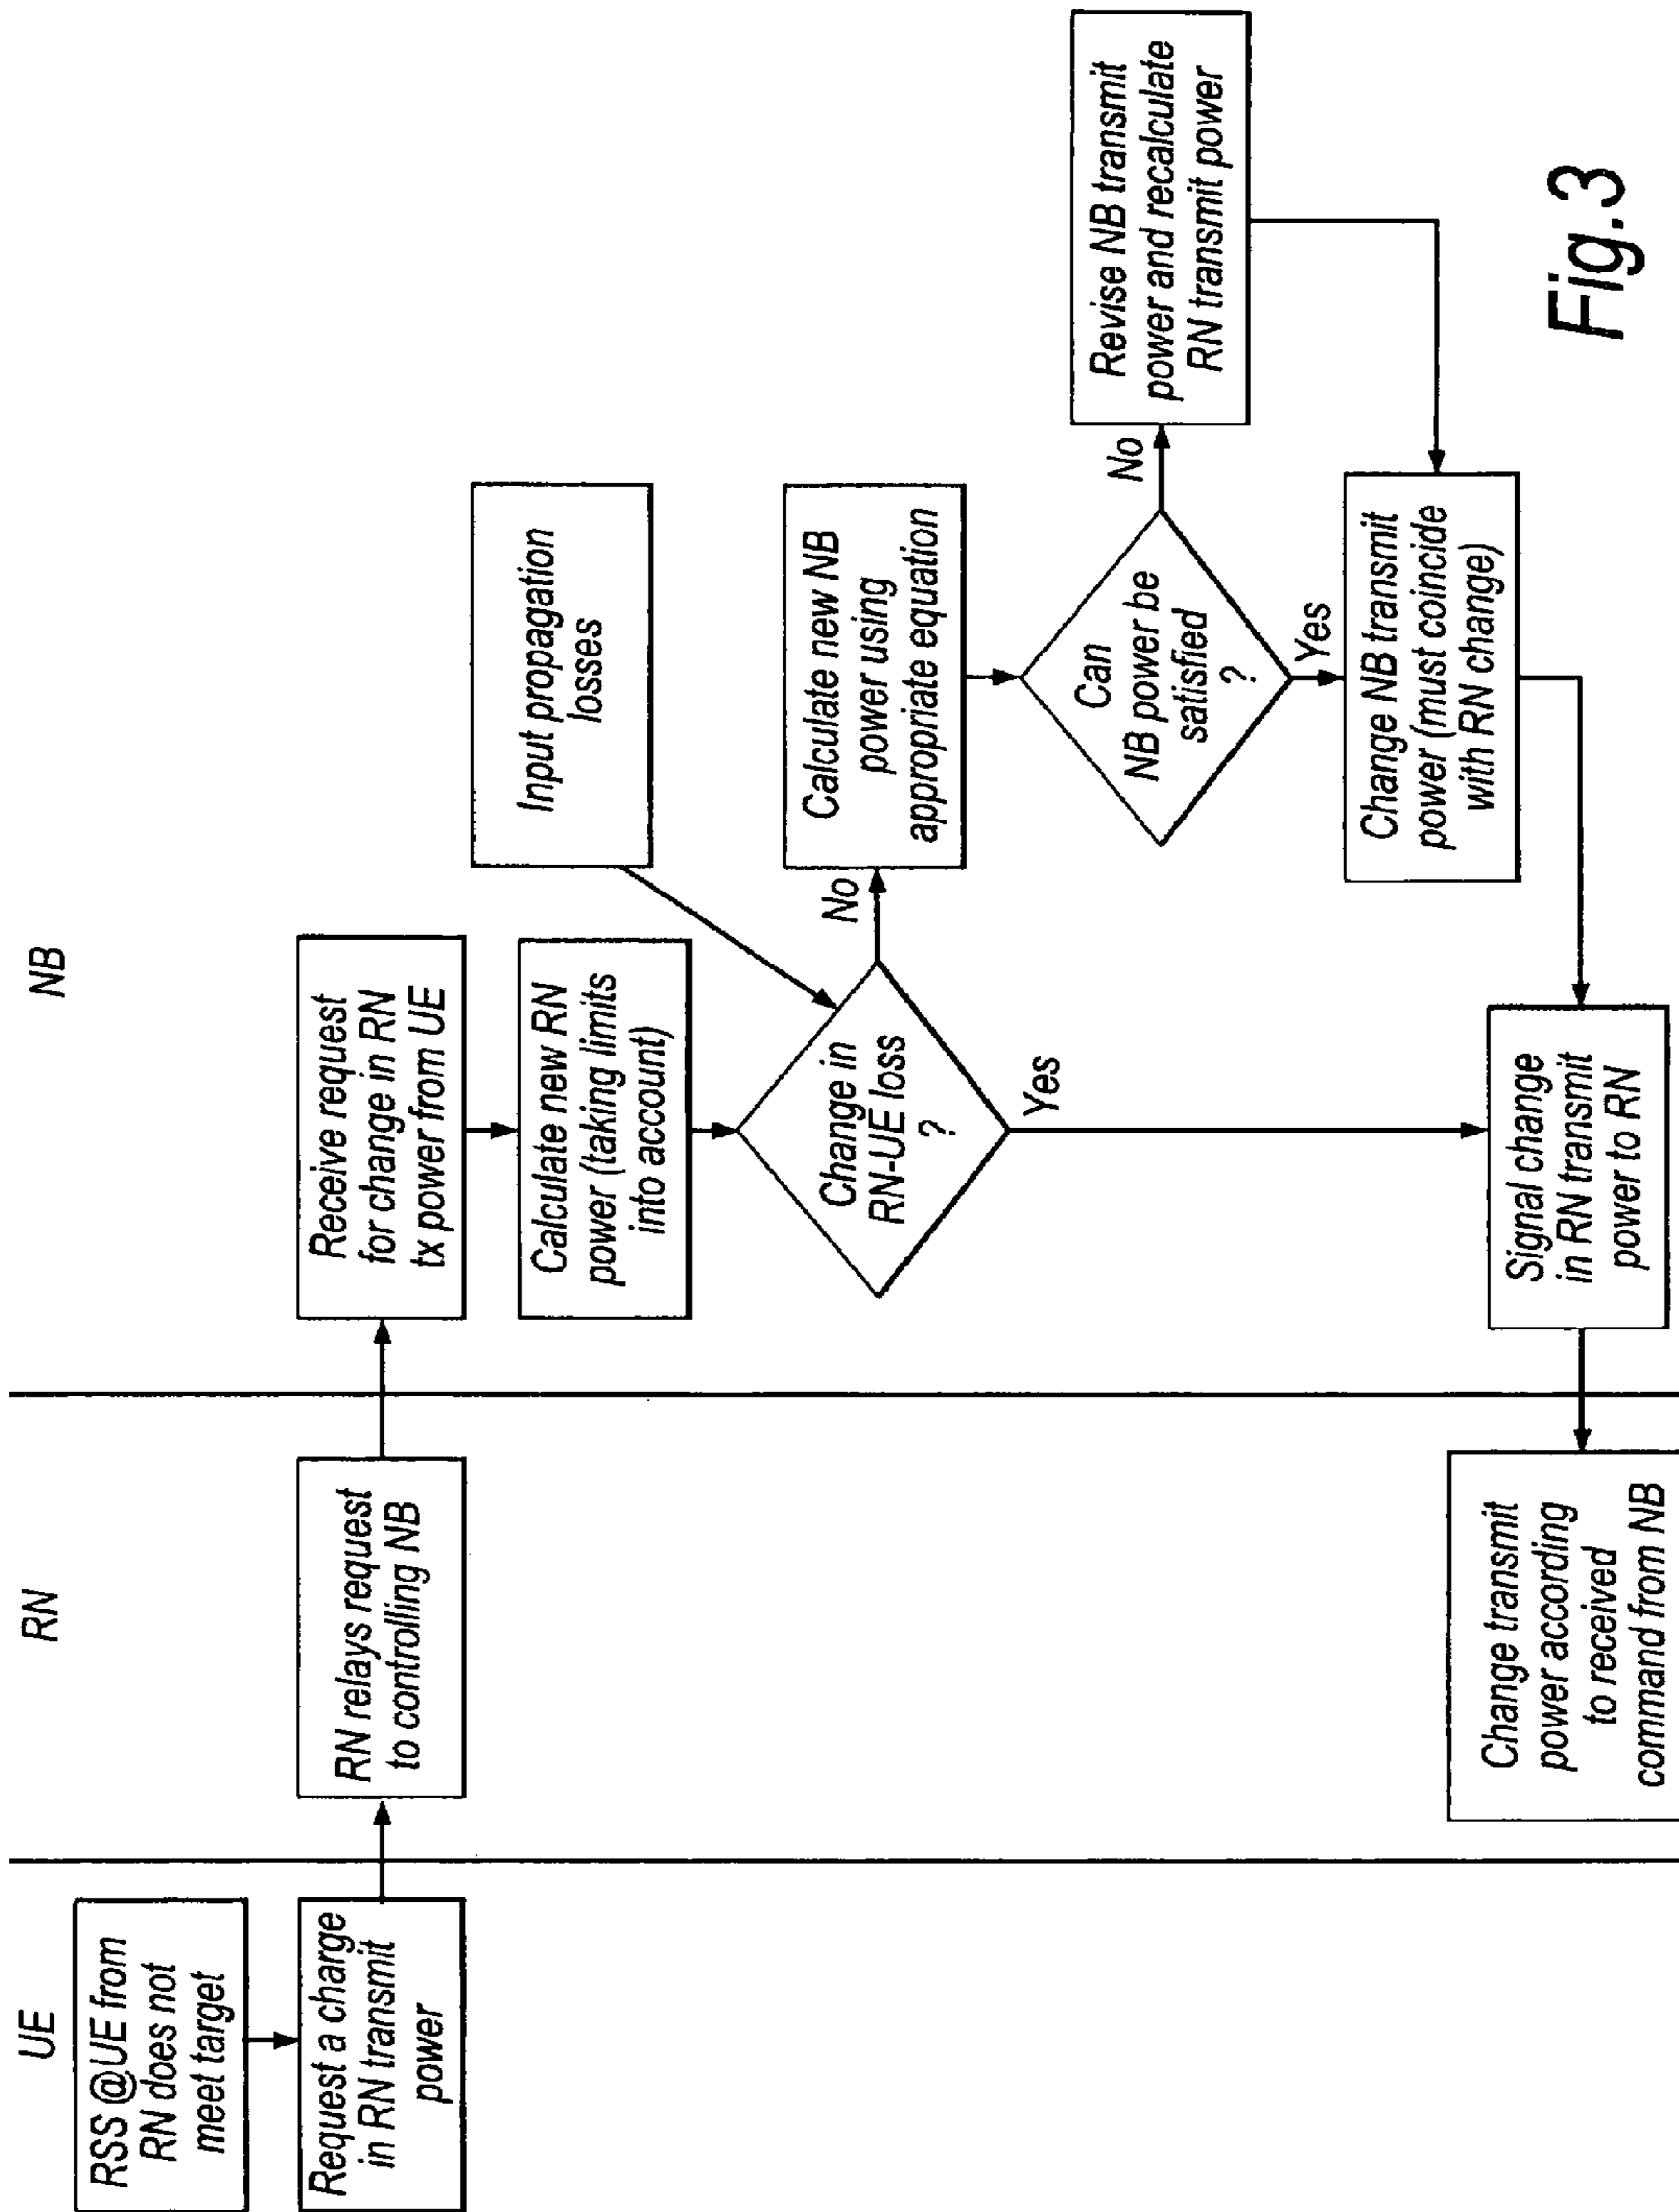 UE
RN
NB
RSS @UE from
RN does not
meet target
Request a charge
in RN transmit
power
RN relays request
to controlling NB
Receive request
for change in RN
tx power from UE
Calculate new RN
power (taking limits
into account)
Input propagation
losses
Change in
RN-UE loss
?
No
Yes
Calculate new NB
power using
appropriate equation
Can
NB power be
satisfied
?
No
Yes
Revise NB transmit
power and recalculate
RN transmit power
Change NB transmit
power (must coincide
with RN change)
Signal change
in RN transmit
power to RN
Change transmit
power according
to received
command from NB
Fig.3